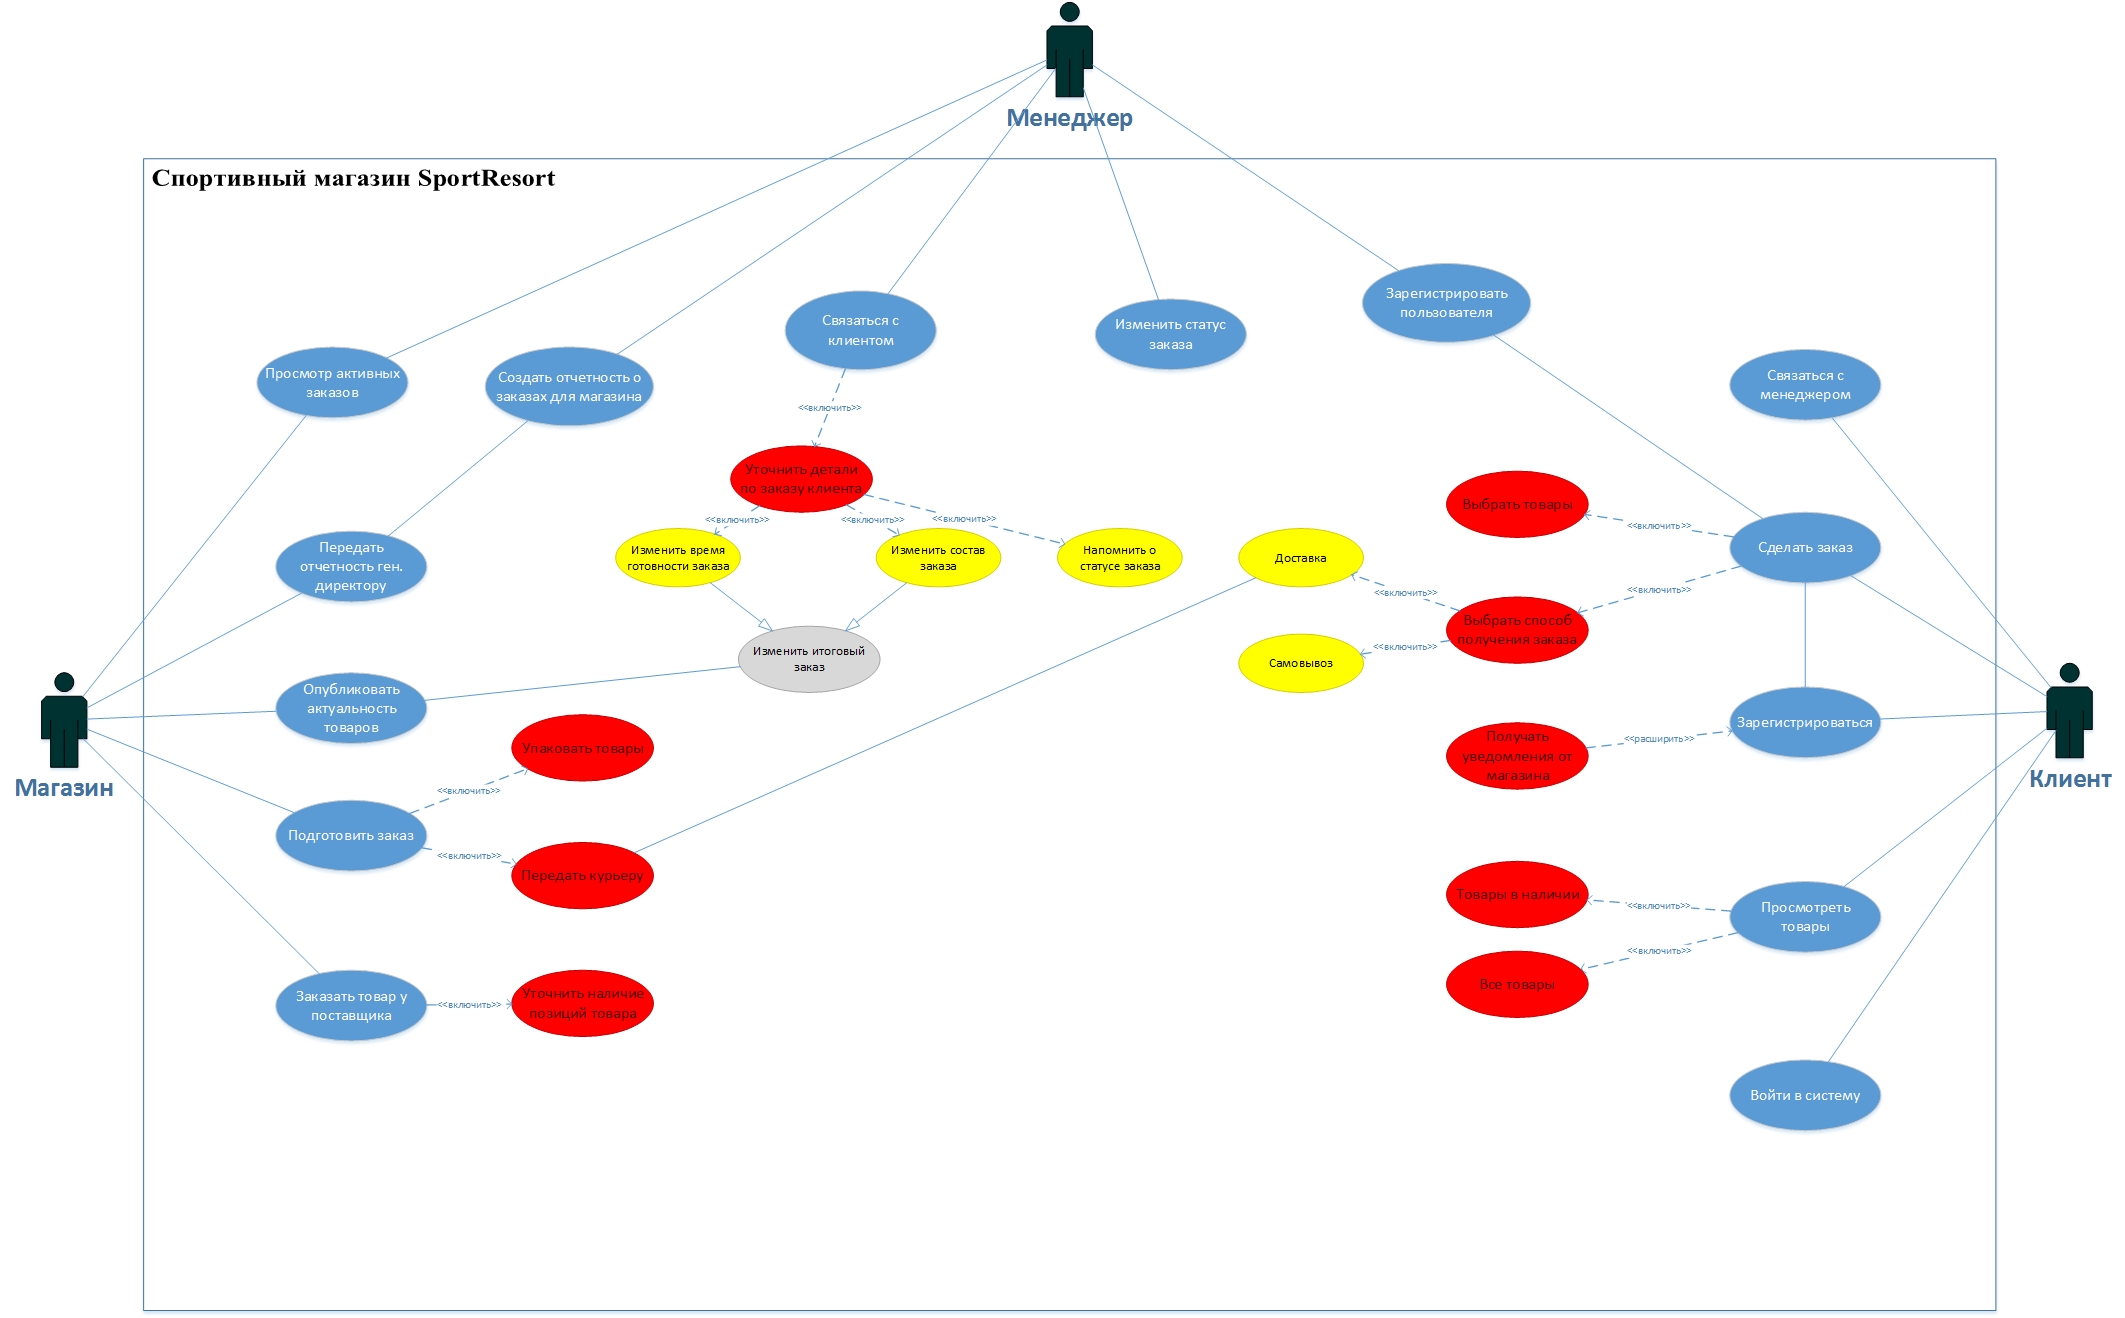 Менеджер
Спортивный магазин SportResort
Зарегистрировать
пользователя
Связаться с
клиентом
Изменить статус
заказа
Просмотр активных
заказов
Создать отчетность о
заказах для магазина
Связаться с
менеджером
<<включить>>
Уточнить детали
по заказу клиента
Выбрать товары
<<включить>>
<<включить>>
<<включить>>
<<включить>>
Сделать заказ
Передать
отчетность ген.
директору
Изменить время
готовности заказа
Изменить состав
заказа
Напомнить о
статусе заказа
Доставка
<<включить>>
<<включить>>
Выбрать способ
получения заказа
<<включить>>
Изменить итоговый
заказ
Самовывоз
Опубликовать
актуальность
товаров
Зарегистрироваться
Упаковать товары
Получать
уведомления от
магазина
<<расширить>>
Магазин
Клиент
<<включить>>
Подготовить заказ
<<включить>>
Передать курьеру
Товары в наличии
<<включить>>
Просмотреть
товары
<<включить>>
Все товары
Заказать товар у
поставщика
<<включить>>
Уточнить наличие
позиций товара
Войти в систему